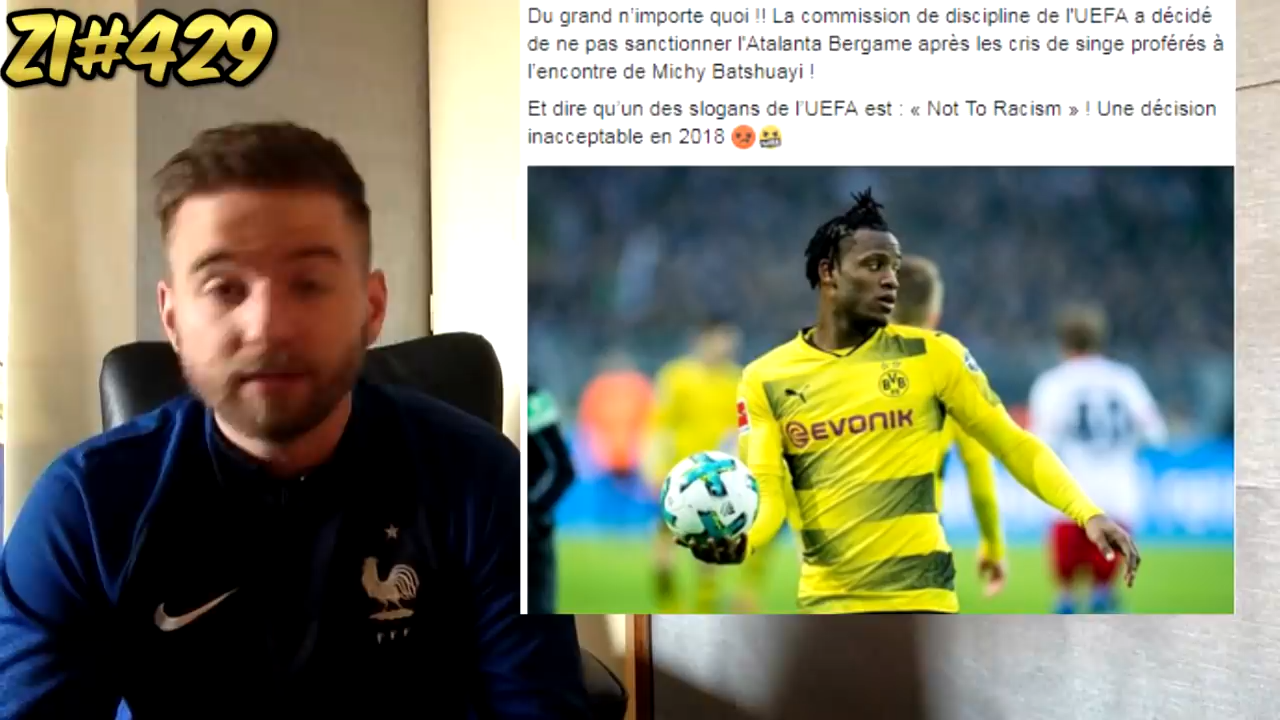 ZI#429
Du grand n'importe quoi !! La commission de discipline de l'UEFA a décidé
de ne pas sanctionner l'Atalanta Bergame après les cris de singe proférés à
l'encontre de Michy Batshuayi !
Et dire qu'un des slogans de l'UEFA est : « Not To Racism » ! Une décision
inacceptable en 2018 😡🤬
BVB
EVONIK
FFF